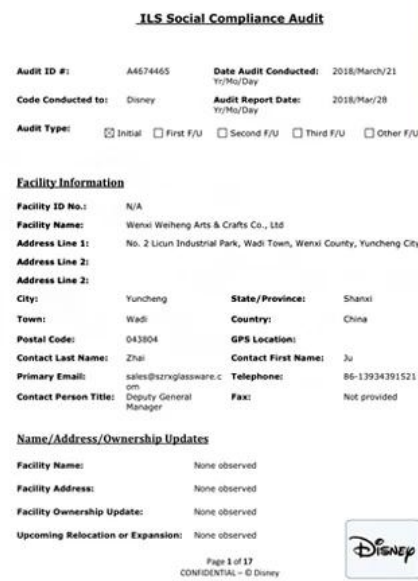 ILS Social Compliance Audit
Audit ID #: A4674465 Date Audit Conducted: 2018/March/21
Yr/Mo/Day
Code Conducted to: Disney Audit Report Date: 2018/Mar/28
Yr/Mo/Day
Audit Type: ☒ Initial ☐ First F/U ☐ Second F/U ☐ Third F/U ☐ Other F/U
Facility Information
Facility ID No.: N/A
Facility Name: Wenxi Weiheng Arts & Crafts Co., Ltd
Address Line 1: No. 2 Licun Industrial Park, Wadi Town, Wenxi County, Yuncheng City
Address Line 2:
Address Line 2:
City: Yuncheng State/Province: Shanxi
Town: Wadi Country: China
Postal Code: 043804 GPS Location:
Contact Last Name: Zhai Contact First Name: Ju
Primary Email: sales@szrxglassware.c Telephone: 86-13934391521
om
Contact Person Title: Deputy General Fax: Not provided
Manager
Name/Address/Ownership Updates
Facility Name: None observed
Facility Address: None observed
Facility Ownership Update: None observed
Upcoming Relocation or Expansion: None observed
Page 1 of 17
CONFIDENTIAL – © Disney
Disney